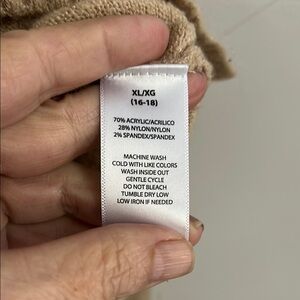 XL/XG
(16-18)
70% ACRYLIC/ACRILICO
28% NYLON/NYLON
2% SPANDEX/SPANDEX
MACHINE WASH
COLD WITH LIKE COLORS
WASH INSIDE OUT
GENTLE CYCLE
DO NOT BLEACH
TUMBLE DRY LOW
LOW IRON IF NEEDED